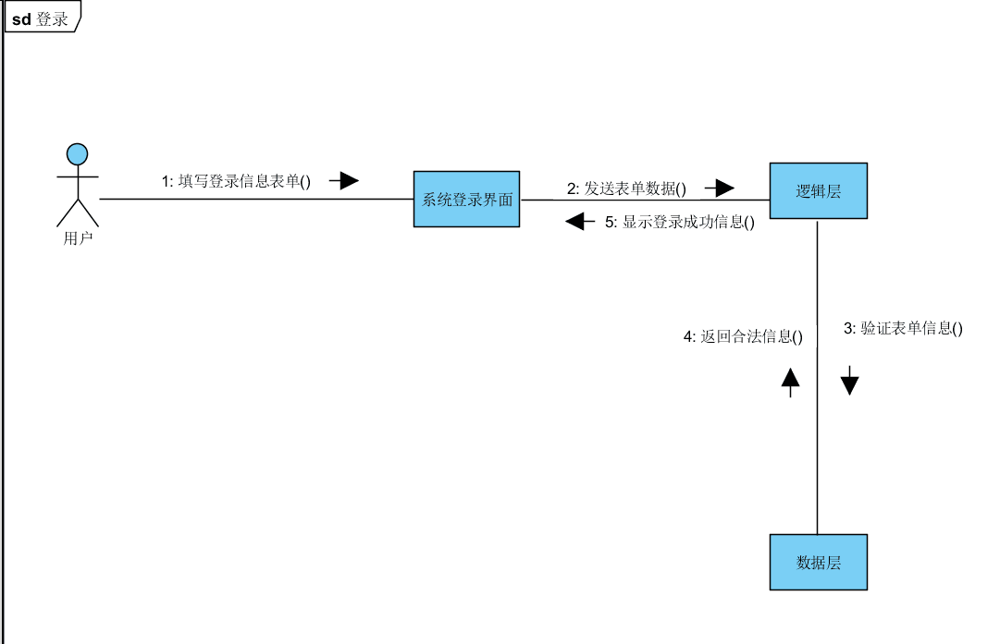 sd 登录
1: 填写登录信息表单()
用户
系统登录界面
2: 发送表单数据()
5: 显示登录成功信息()
逻辑层
4: 返回合法信息()
3: 验证表单信息()
数据层